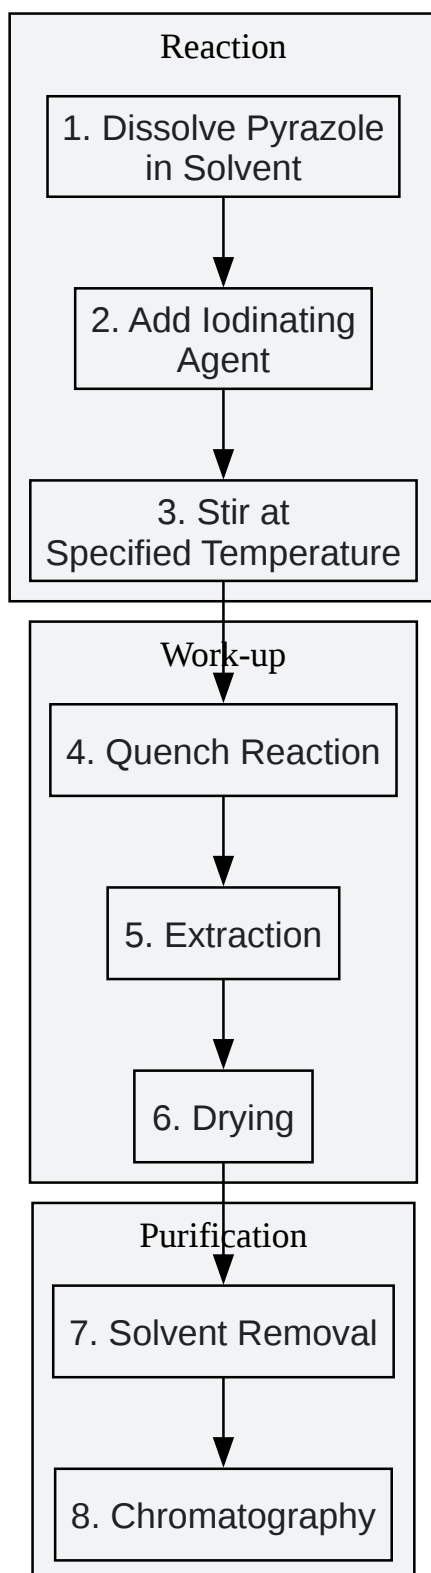 Reaction
1. Dissolve Pyrazole
in Solvent
2. Add Iodinating
Agent
3. Stir at
Specified Temperature
Work-up
4. Quench Reaction
5. Extraction
6. Drying
Purification
7. Solvent Removal
8. Chromatography